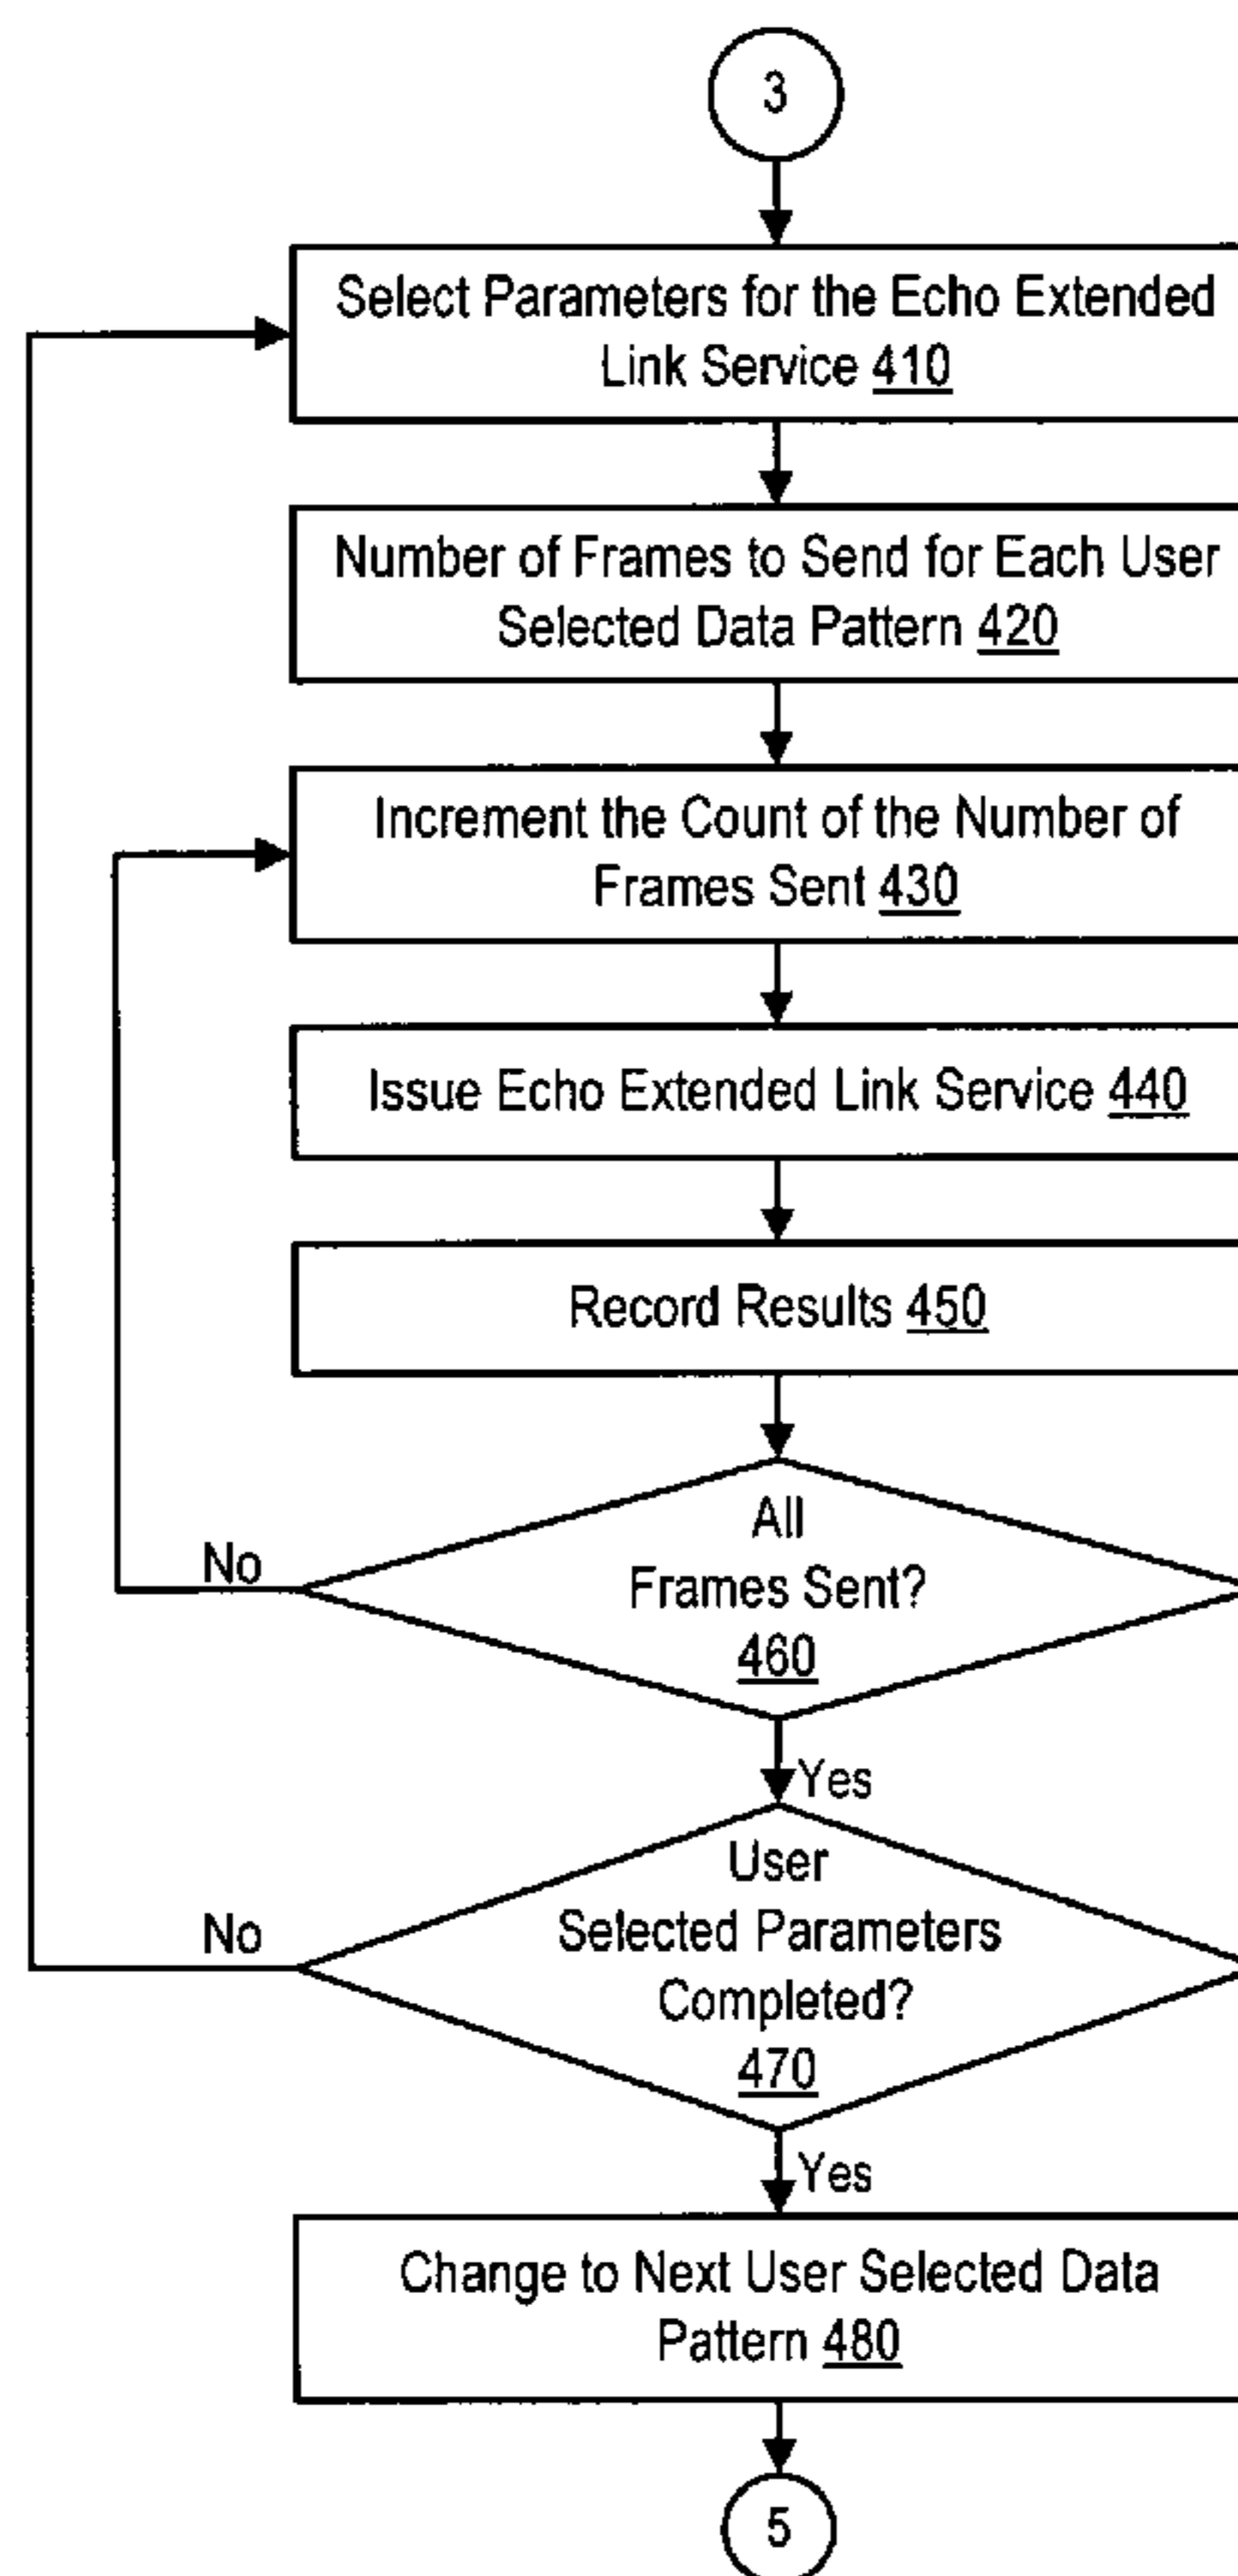 3
Select Parameters for the Echo Extended
Link Service 410
Number of Frames to Send for Each User
Selected Data Pattern 420
Increment the Count of the Number of
Frames Sent 430
Issue Echo Extended Link Service 440
Record Results 450
All
Frames Sent?
460
No
Yes
User
Selected Parameters
Completed?
470
No
Yes
Change to Next User Selected Data
Pattern 480
5